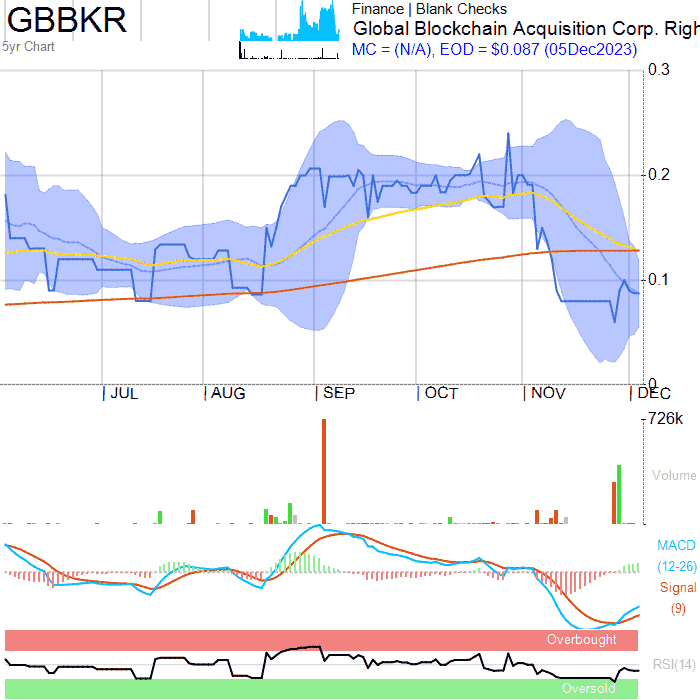 GBBKR
5yr Chart
Finance | Blank Checks
Global Blockchain Acquisition Corp. Righ
MC = (N/A), EOD = $0.087 (05Dec2023)
0.3
0.2
0.1
0
JUL AUG SEP OCT NOV DEC
726k
Volume
MACD
(12-26)
Signal
(9)
Overbought
RSI(14)
Oversold